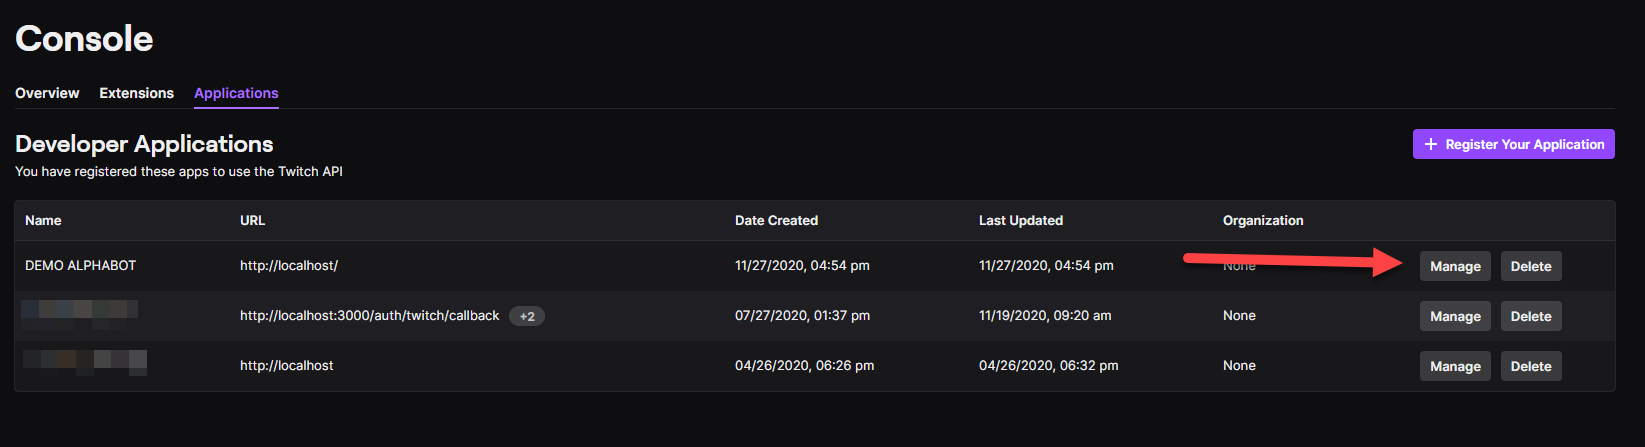 Console
Overview Extensions Applications
Developer Applications
+ Register Your Application
You have registered these apps to use the Twitch API
Name URL Date Created Last Updated Organization
DEMO ALPHABOT http://localhost/ 11/27/2020, 04:54 pm 11/27/2020, 04:54 pm None Manage Delete
http://localhost:3000/auth/twitch/callback +2 07/27/2020, 01:37 pm 11/19/2020, 09:20 am None Manage Delete
http://localhost 04/26/2020, 06:26 pm 04/26/2020, 06:32 pm None Manage Delete